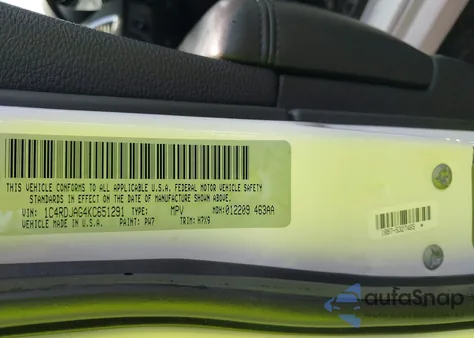 THIS VEHICLE CONFORMS TO ALL APPLICABLE U.S.A. FEDERAL MOTOR VEHICLE SAFETY
STANDARDS IN EFFECT ON THE DATE OF MANUFACTURE SHOWN ABOVE.
VIN: 1C4RDJAG4KC651291 TYPE: MPV MDH: 012209 463AA
VEHICLE MADE IN U.S.A. PAINT: PW7 TRIM: H7X9
autaSnap